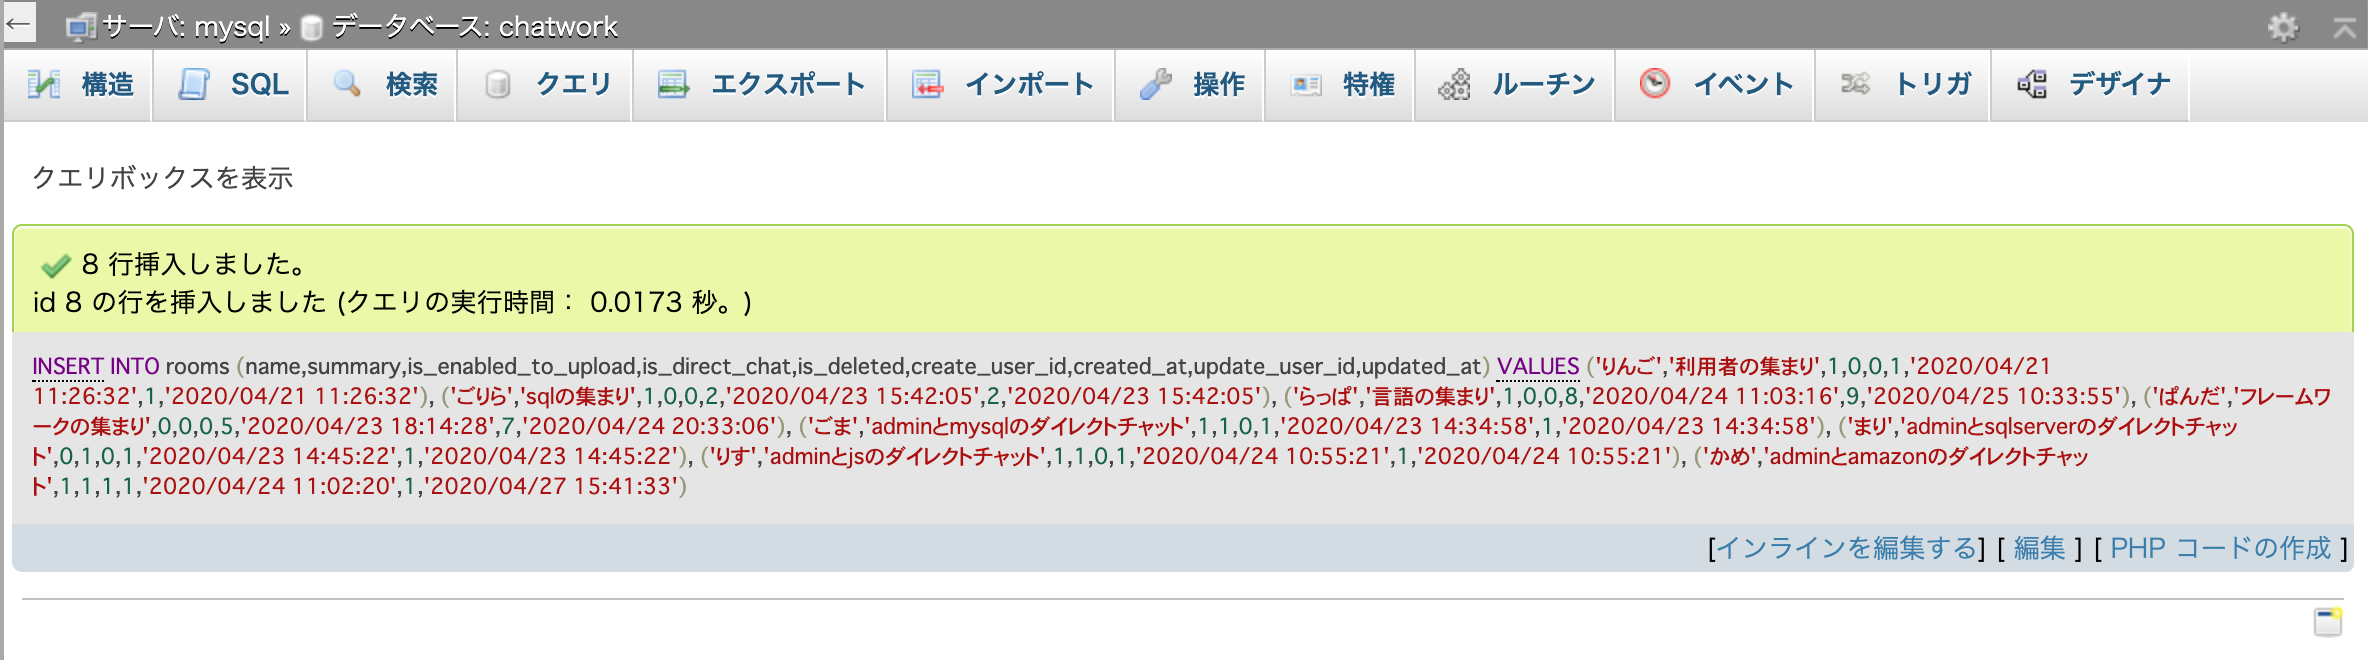 ← サーバ: mysql » データベース: chatwork
構造 SQL 検索 クエリ エクスポート インポート 操作 特権 ルーチン イベント トリガ デザイナ
クエリボックスを表示
8 行挿入しました。
id 8 の行を挿入しました (クエリの実行時間： 0.0173 秒。)
INSERT INTO rooms (name,summary,is_enabled_to_upload,is_direct_chat,is_deleted,create_user_id,created_at,update_user_id,updated_at) VALUES ('りんご','利用者の集まり',1,0,0,1,'2020/04/21
11:26:32',1,'2020/04/21 11:26:32'), ('ごりら','sqlの集まり',1,0,0,2,'2020/04/23 15:42:05',2,'2020/04/23 15:42:05'), ('らっぱ','言語の集まり',1,0,0,8,'2020/04/24 11:03:16',9,'2020/04/25 10:33:55'), ('ぱんだ','フレームワ
ークの集まり',0,0,0,5,'2020/04/23 18:14:28',7,'2020/04/24 20:33:06'), ('ごま','adminとmysqlのダイレクトチャット',1,1,0,1,'2020/04/23 14:34:58',1,'2020/04/23 14:34:58'), ('まり','adminとsqlserverのダイレクトチャッ
ト',0,1,0,1,'2020/04/23 14:45:22',1,'2020/04/23 14:45:22'), ('りす','adminとjsのダイレクトチャット',1,1,0,1,'2020/04/24 10:55:21',1,'2020/04/24 10:55:21'), ('かめ','adminとamazonのダイレクトチャッ
ト',1,1,1,1,'2020/04/24 11:02:20',1,'2020/04/27 15:41:33')
[インラインを編集する] [ 編集 ] [ PHP コードの作成 ]